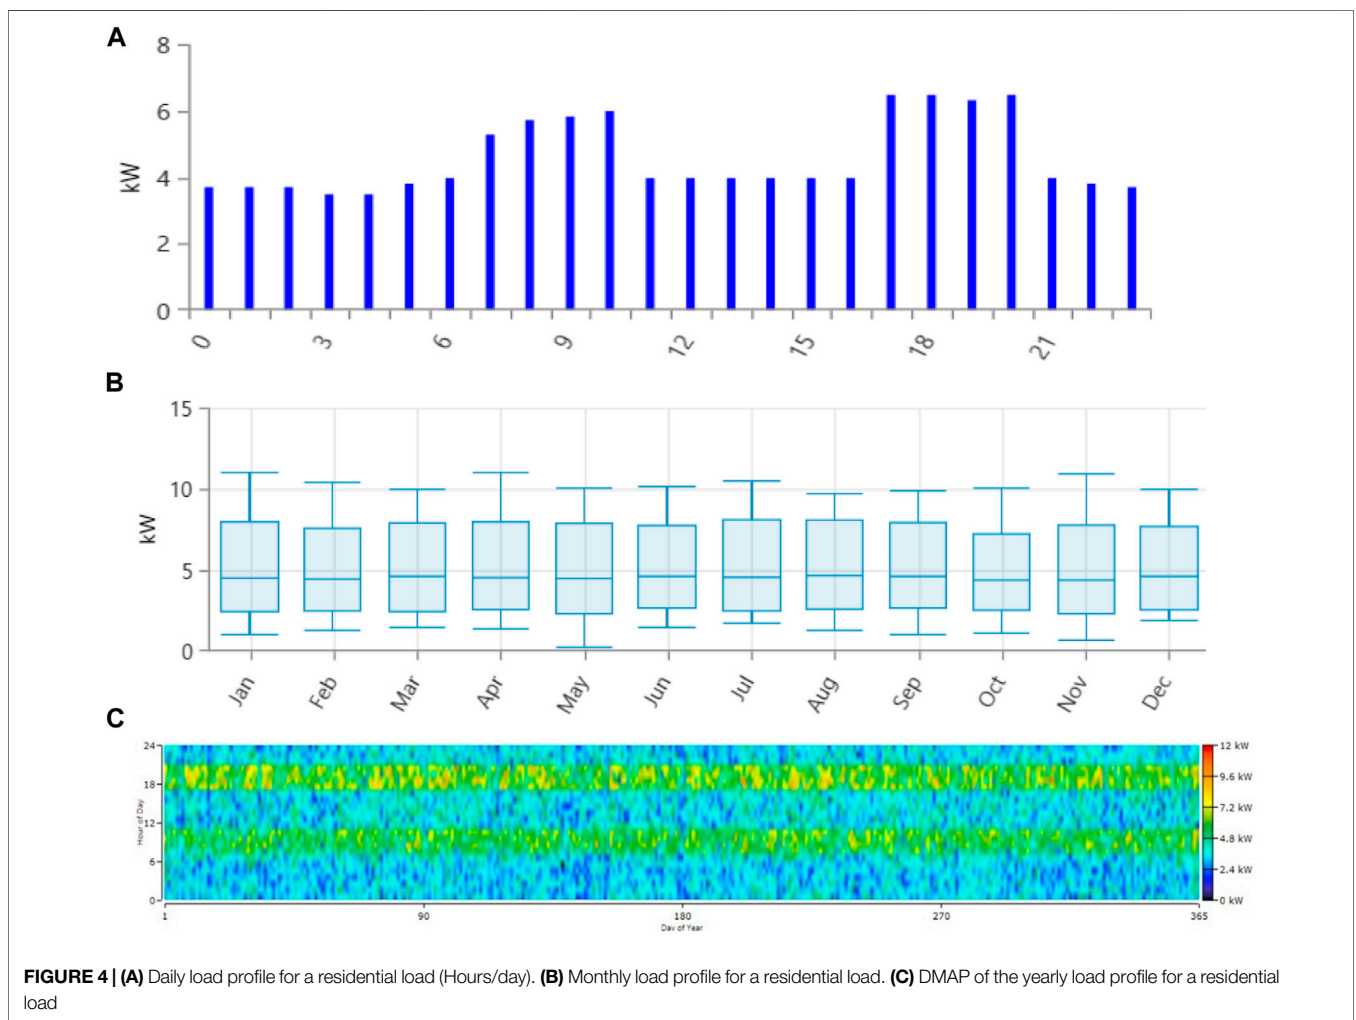 A
8
6
4
2
0
kW
0 3 6 9 12 15 18 21
B
15
10
5
0
kW
Jan Feb Mar Apr May Jun Jul Aug Sep Oct Nov Dec
C
24
18
12
6
0
Hour of Day
1 90 180 270 365
Day of Year
12 kW
9.6 kW
7.2 kW
4.8 kW
2.4 kW
0 kW
FIGURE 4 | (A) Daily load profile for a residential load (Hours/day). (B) Monthly load profile for a residential load. (C) DMAP of the yearly load profile for a residential
load